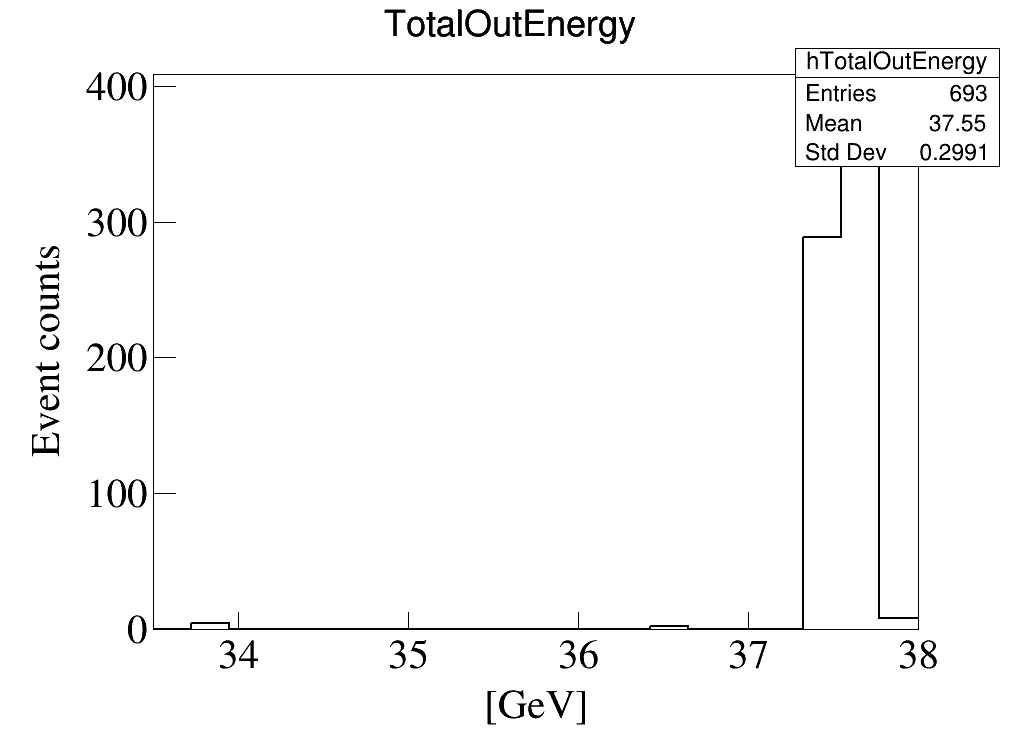 TotalOutEnergy
hTotalOutEnergy
Entries 693
Mean 37.55
Std Dev 0.2991
400
300
200
100
0
Event counts
34 35 36 37 38
[GeV]